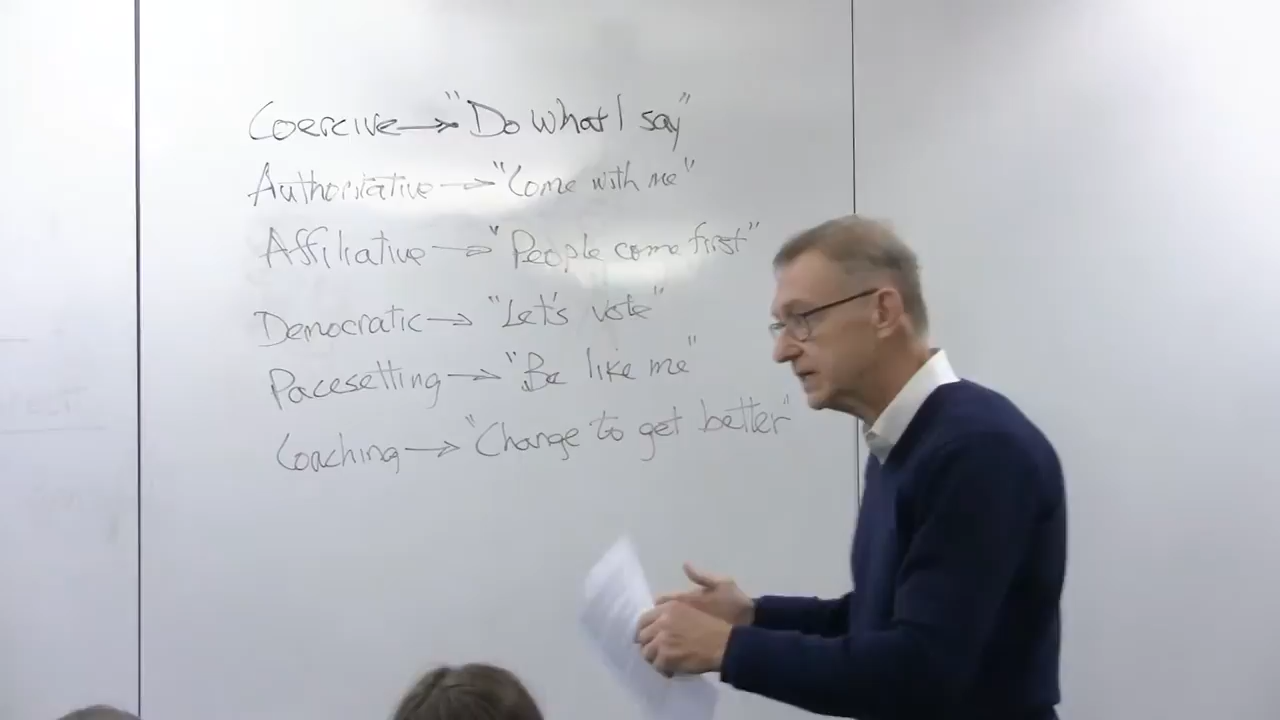 Coercive → "Do what I say"
Authoritative → "Come with me"
Affiliative → "People come first"
Democratic → "Let's vote"
Pacesetting → "Be like me"
Coaching → "Change to get better"